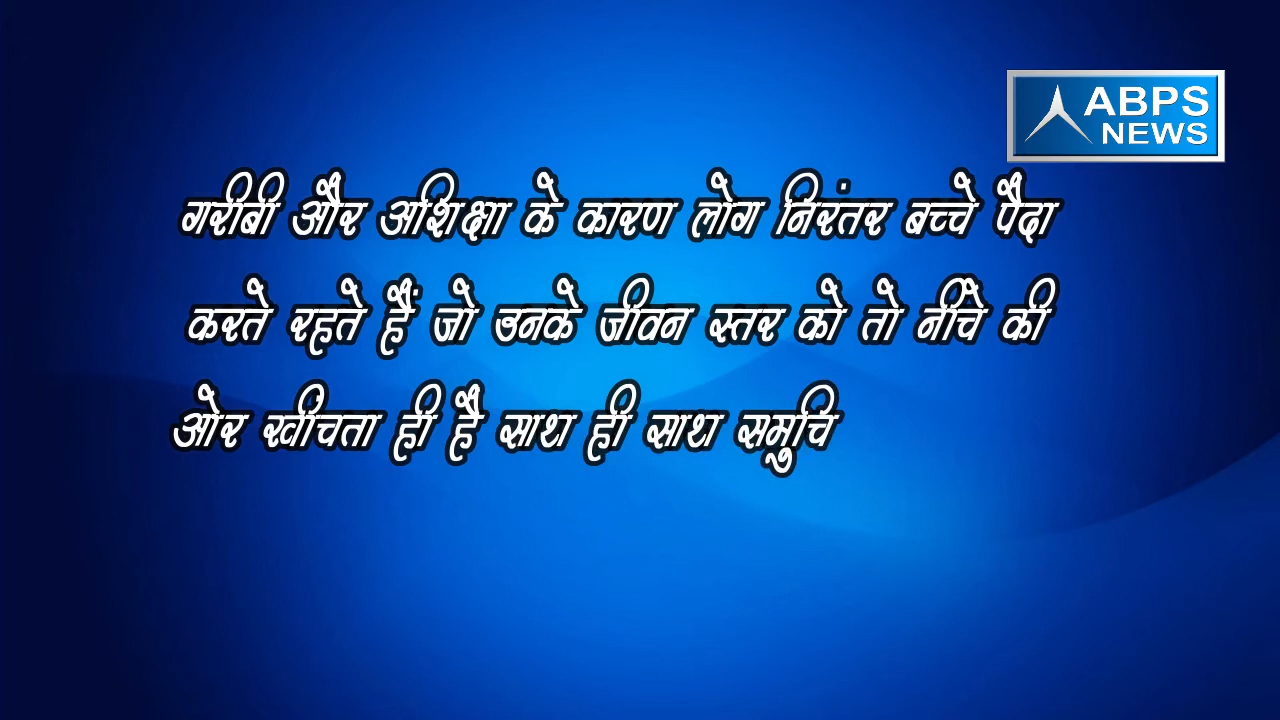 ABPS
NEWS
गरीबी और अशिक्षा के कारण लोग निरंतर बच्चे पैदा
करते रहते हैं जो उनके जीवन स्तर को तो नीचे की
ओर खींचता ही है साथ ही साथ समुचि